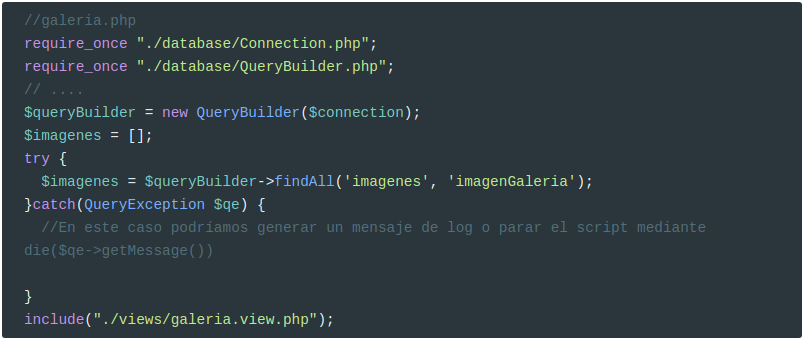 //galeria.php
require_once "./database/Connection.php";
require_once "./database/QueryBuilder.php";
// ....
$queryBuilder = new QueryBuilder($connection);
$imagenes = [];
try {
  $imagenes = $queryBuilder->findAll('imagenes', 'imagenGaleria');
}catch(QueryException $qe) {
  //En este caso podríamos generar un mensaje de log o parar el script mediante
die($qe->getMessage())
}
include("./views/galeria.view.php");